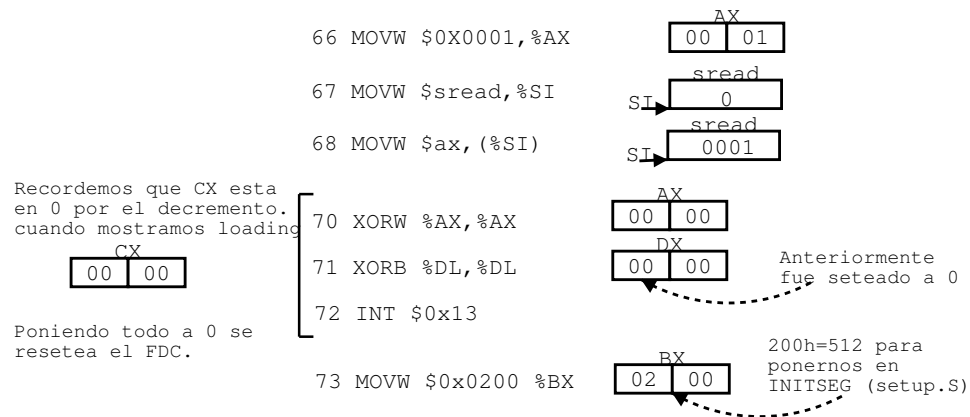 AX
66 MOVW $0X0001,%AX
00 01
sread
67 MOVW $sread,%SI
SI
0
sread
68 MOVW $ax,(%SI)
SI
0001
Recordemos que CX esta
en 0 por el decremento.
cuando mostramos loading
CX
00 00
Poniendo todo a 0 se
resetea el FDC.
AX
70 XORW %AX,%AX
00 00
DX
71 XORB %DL,%DL
00 00
Anteriormente
fue seteado a 0
72 INT $0x13
BX
73 MOVW $0x0200 %BX
02 00
200h=512 para
ponernos en
INITSEG (setup.S)